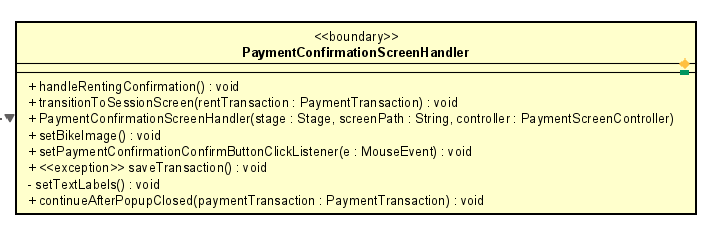 <<boundary>>
PaymentConfirmationScreenHandler
+ handleRentingConfirmation() : void
+ transitionToSessionScreen(rentTransaction : PaymentTransaction) : void
+ PaymentConfirmationScreenHandler(stage : Stage, screenPath : String, controller : PaymentScreenController)
+ setBikeImage() : void
+ setPaymentConfirmationConfirmButtonClickListener(e : MouseEvent) : void
+ <<exception>> saveTransaction() : void
- setTextLabels() : void
+ continueAfterPopupClosed(paymentTransaction : PaymentTransaction) : void